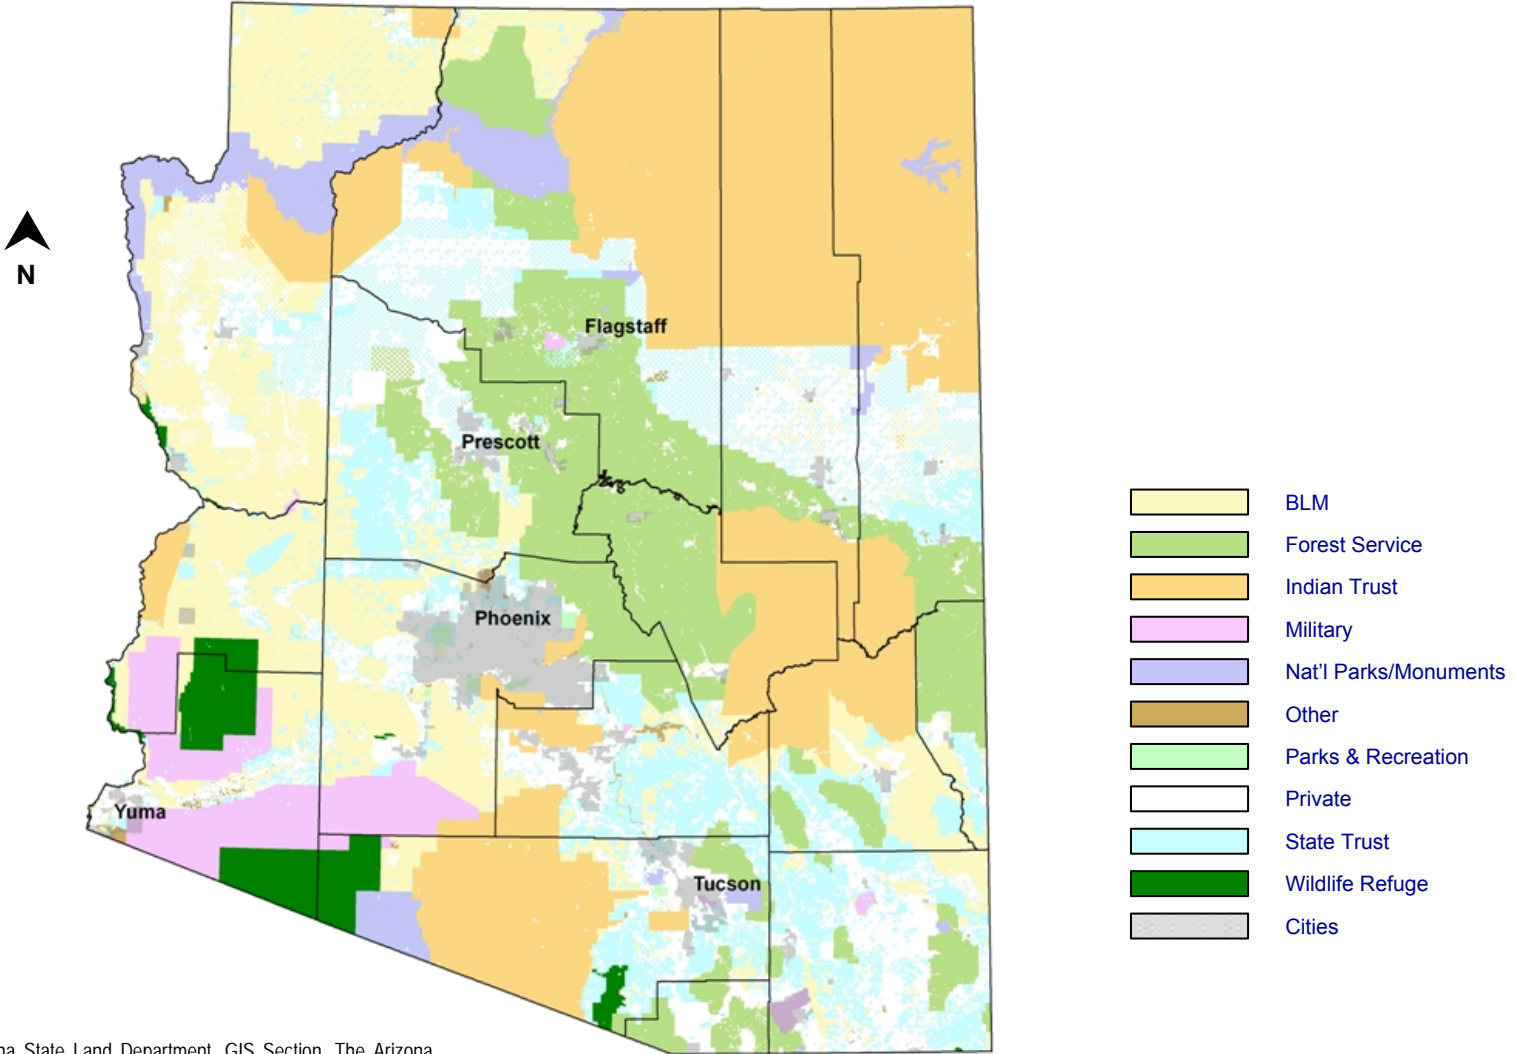 N
Flagstaff
Prescott
Phoenix
Yuma
Tucson
BLM
Forest Service
Indian Trust
Military
Nat'l Parks/Monuments
Other
Parks & Recreation
Private
State Trust
Wildlife Refuge
Cities
State Land Department, GIS Section, The Arizona